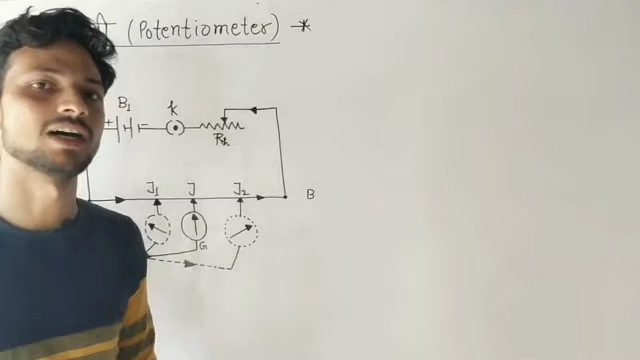 (Potentiometer)
B₁ k
+ −
Rh
J₁ J J₂ B
G